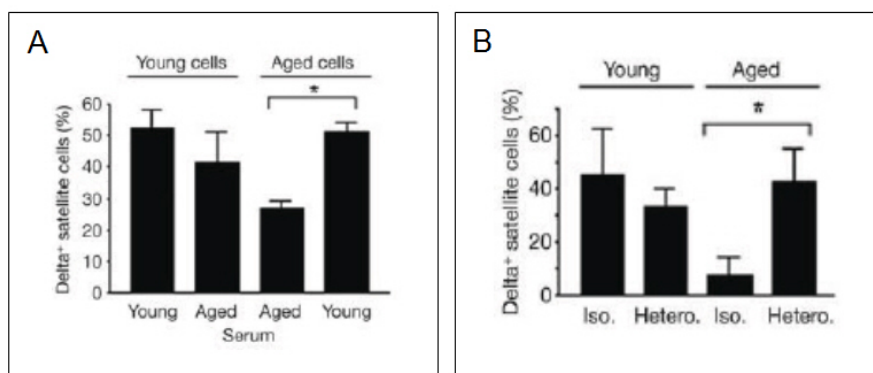 A
Young cells Aged cells
*
Delta+ satellite cells (%)
60
50
40
30
20
10
0
Young Aged Aged Young
Serum
B
Young Aged
*
Delta+ satellite cells (%)
60
40
20
0
Iso. Hetero. Iso. Hetero.